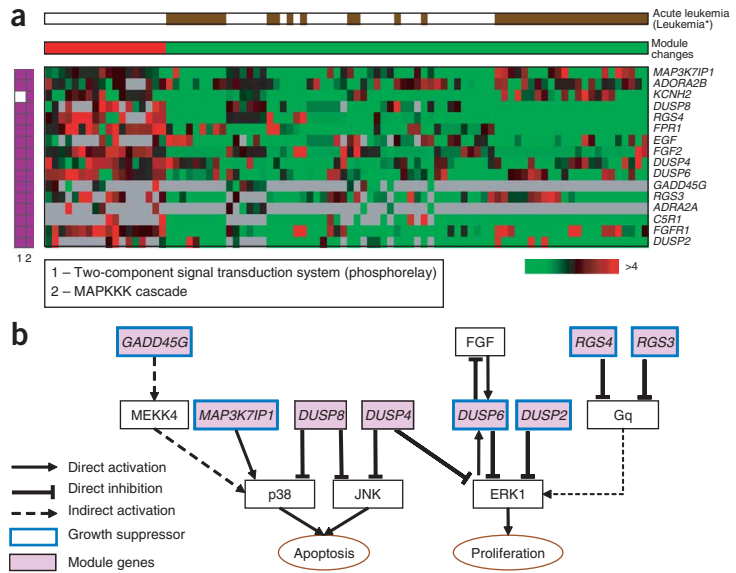 a
Acute leukemia
(Leukemia*)
Module
changes
MAP3K7IP1
ADORA2B
KCNH2
DUSP8
RGS4
FPR1
EGF
FGF2
DUSP4
DUSP6
GADD45G
RGS3
ADRA2A
C5R1
FGFR1
DUSP2
1 2
1 – Two-component signal transduction system (phosphorelay)
2 – MAPKKK cascade
>4
b
GADD45G
FGF
RGS4
RGS3
MEKK4
MAP3K7IP1
DUSP8
DUSP4
DUSP6
DUSP2
Gq
Direct activation
Direct inhibition
Indirect activation
Growth suppressor
Module genes
p38
JNK
ERK1
Apoptosis
Proliferation